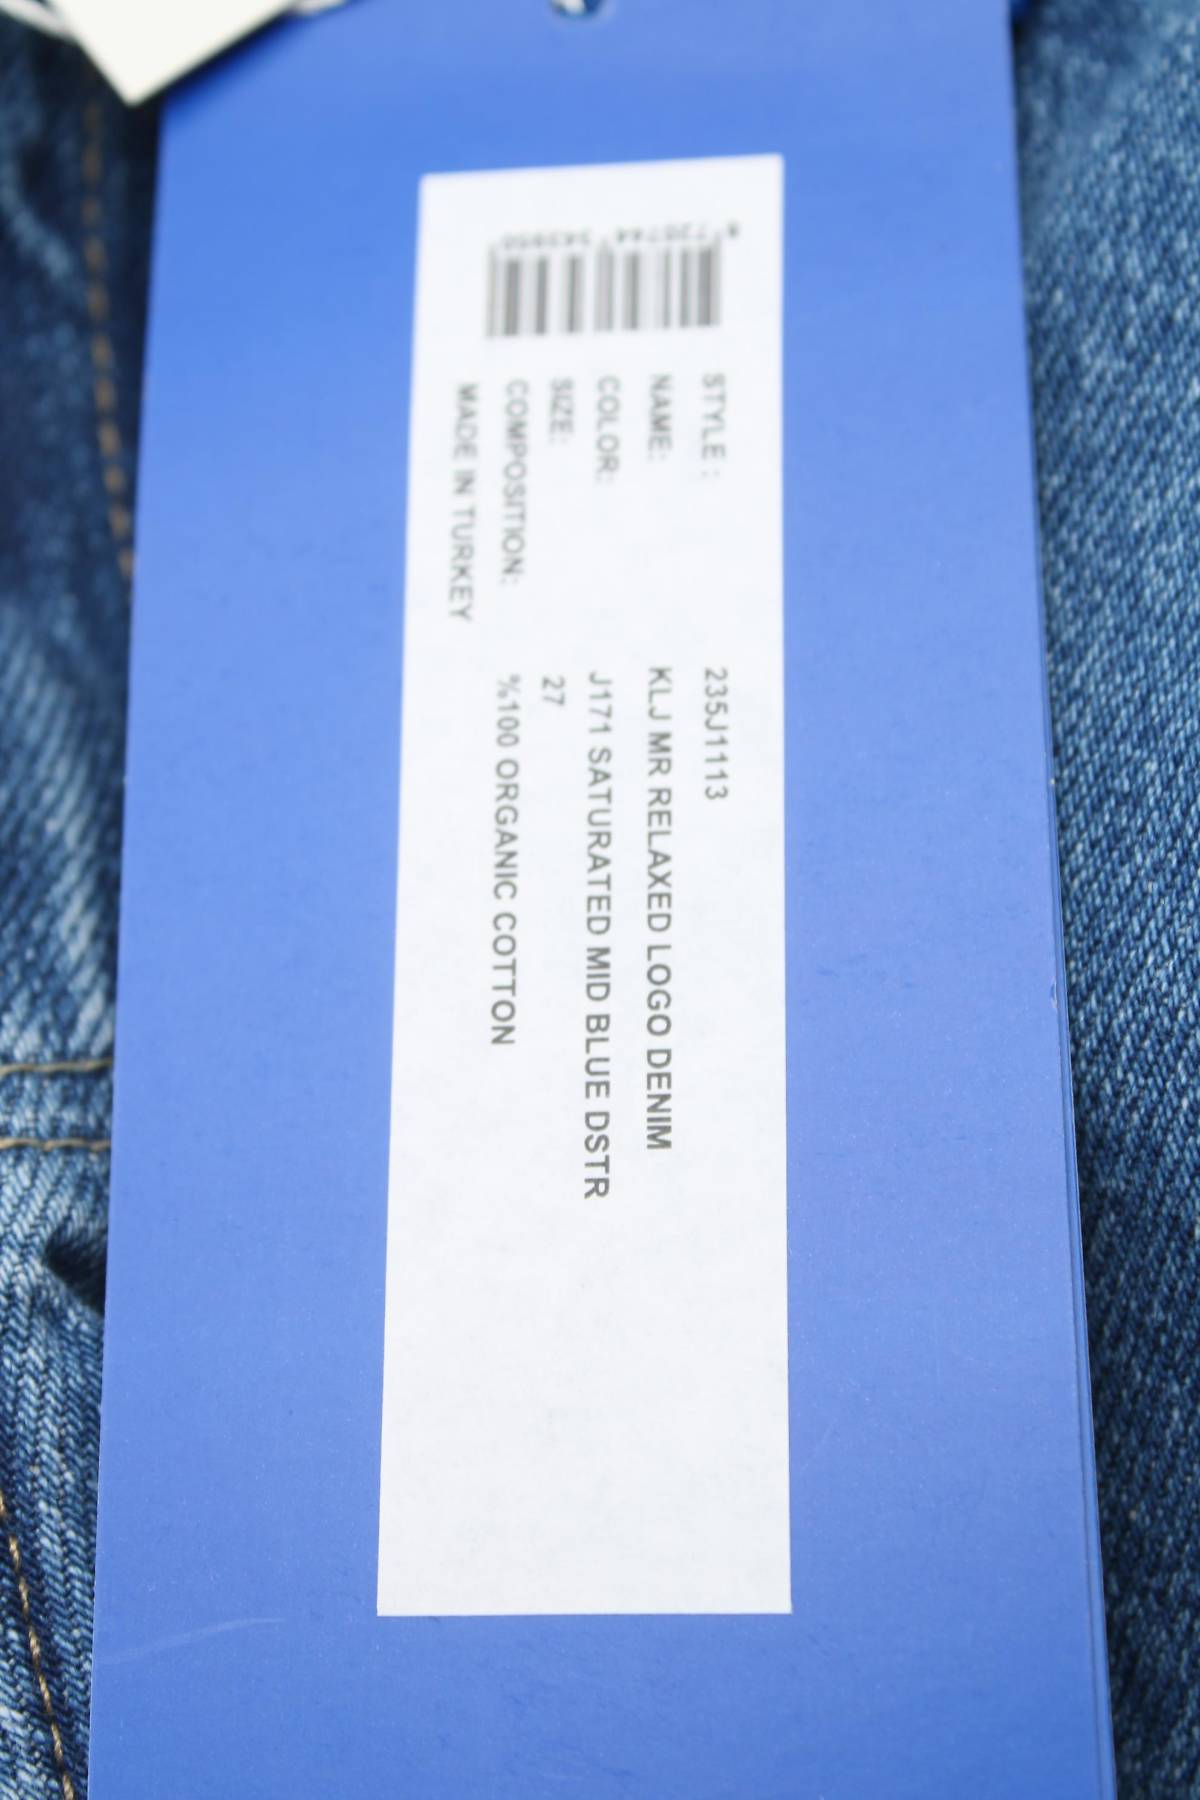 STYLE : 235J1113
NAME: KLJ MR RELAXED LOGO DENIM
COLOR: J171 SATURATED MID BLUE DSTR
SIZE: 27
COMPOSITION: %100 ORGANIC COTTON
MADE IN TURKEY